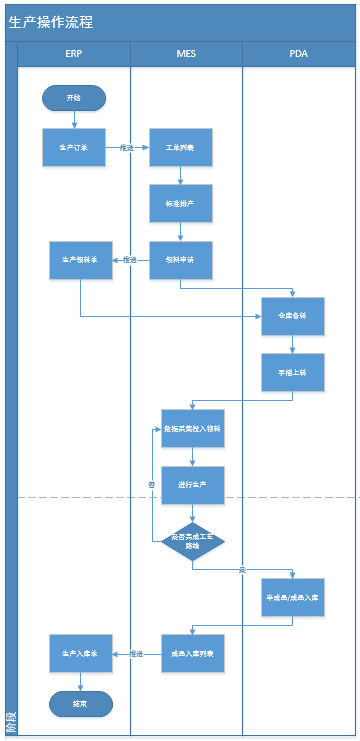 生产操作流程
ERP
MES
PDA
开始
生产订单
推送
工单列表
标准排产
生产领料单
推送
领料申请
仓库备料
手插上料
数据采集投入物料
否
进行生产
是否完成工艺
路线
是
半成品/成品入库
生产入库单
推送
成品入库列表
结束
阶段